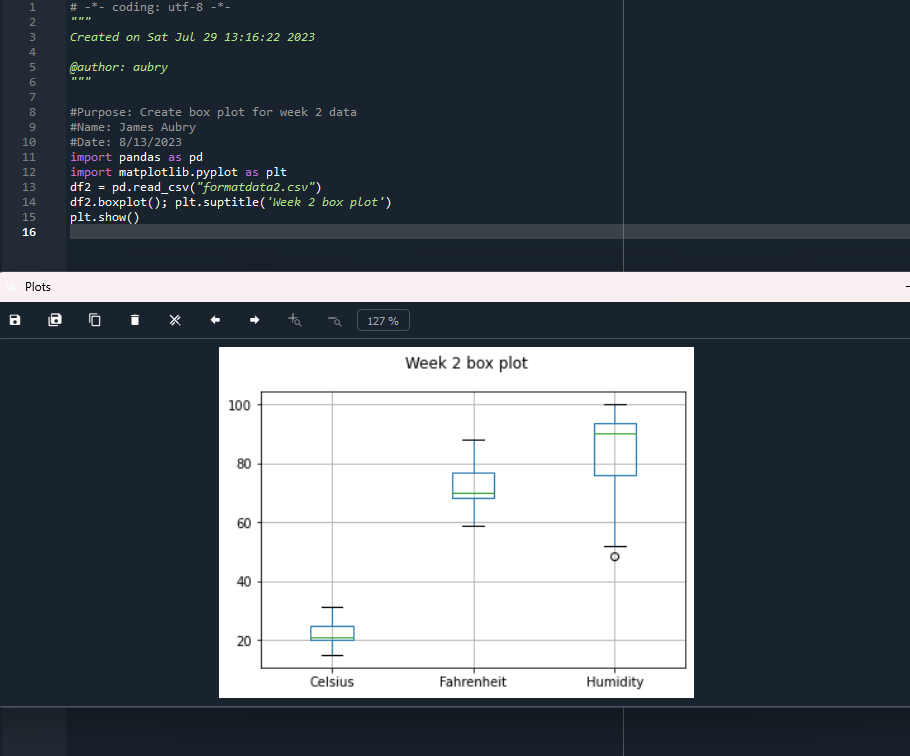 1 # -*- coding: utf-8 -*-
2 """
3 Created on Sat Jul 29 13:16:22 2023
4
5 @author: aubry
6 """
7
8 #Purpose: Create box plot for week 2 data
9 #Name: James Aubry
10 #Date: 8/13/2023
11 import pandas as pd
12 import matplotlib.pyplot as plt
13 df2 = pd.read_csv("formatdata2.csv")
14 df2.boxplot(); plt.suptitle('Week 2 box plot')
15 plt.show()
16
Plots
127 %
Week 2 box plot
100
80
60
40
20
Celsius Fahrenheit Humidity